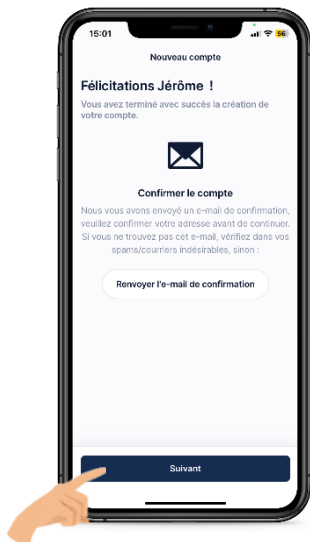 15:01
56
Nouveau compte
Félicitations Jérôme !
Vous avez terminé avec succès la création de
votre compte.
Confirmer le compte
Nous vous avons envoyé un e-mail de confirmation,
veuillez confirmer votre adresse avant de continuer.
Si vous ne trouvez pas cet e-mail, vérifiez dans vos
spams/courriers indésirables, sinon :
Renvoyer l'e-mail de confirmation
Suivant